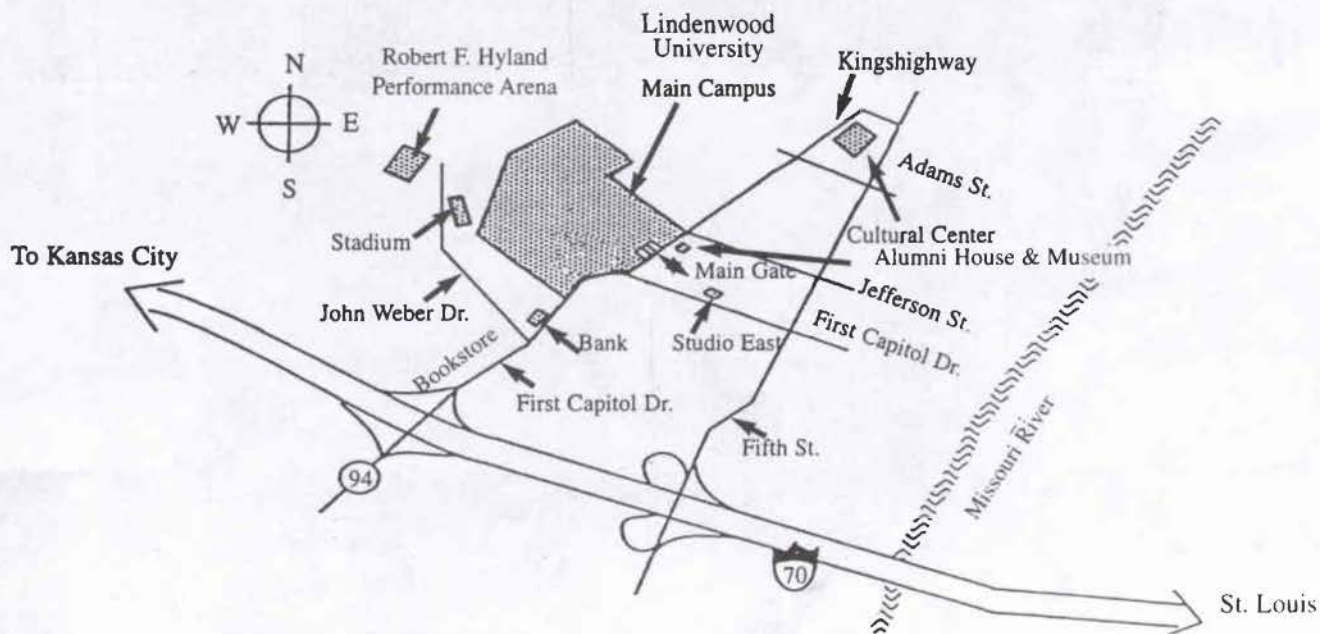 Lindenwood
University
Main Campus
Robert F. Hyland
Performance Arena
Kingshighway
N
W
E
S
Adams St.
Stadium
Cultural Center
Alumni House & Museum
To Kansas City
Main Gate
Jefferson St.
John Weber Dr.
Bookstore
Bank
Studio East
First Capitol Dr.
First Capitol Dr.
Fifth St.
Missouri River
94
70
St. Louis